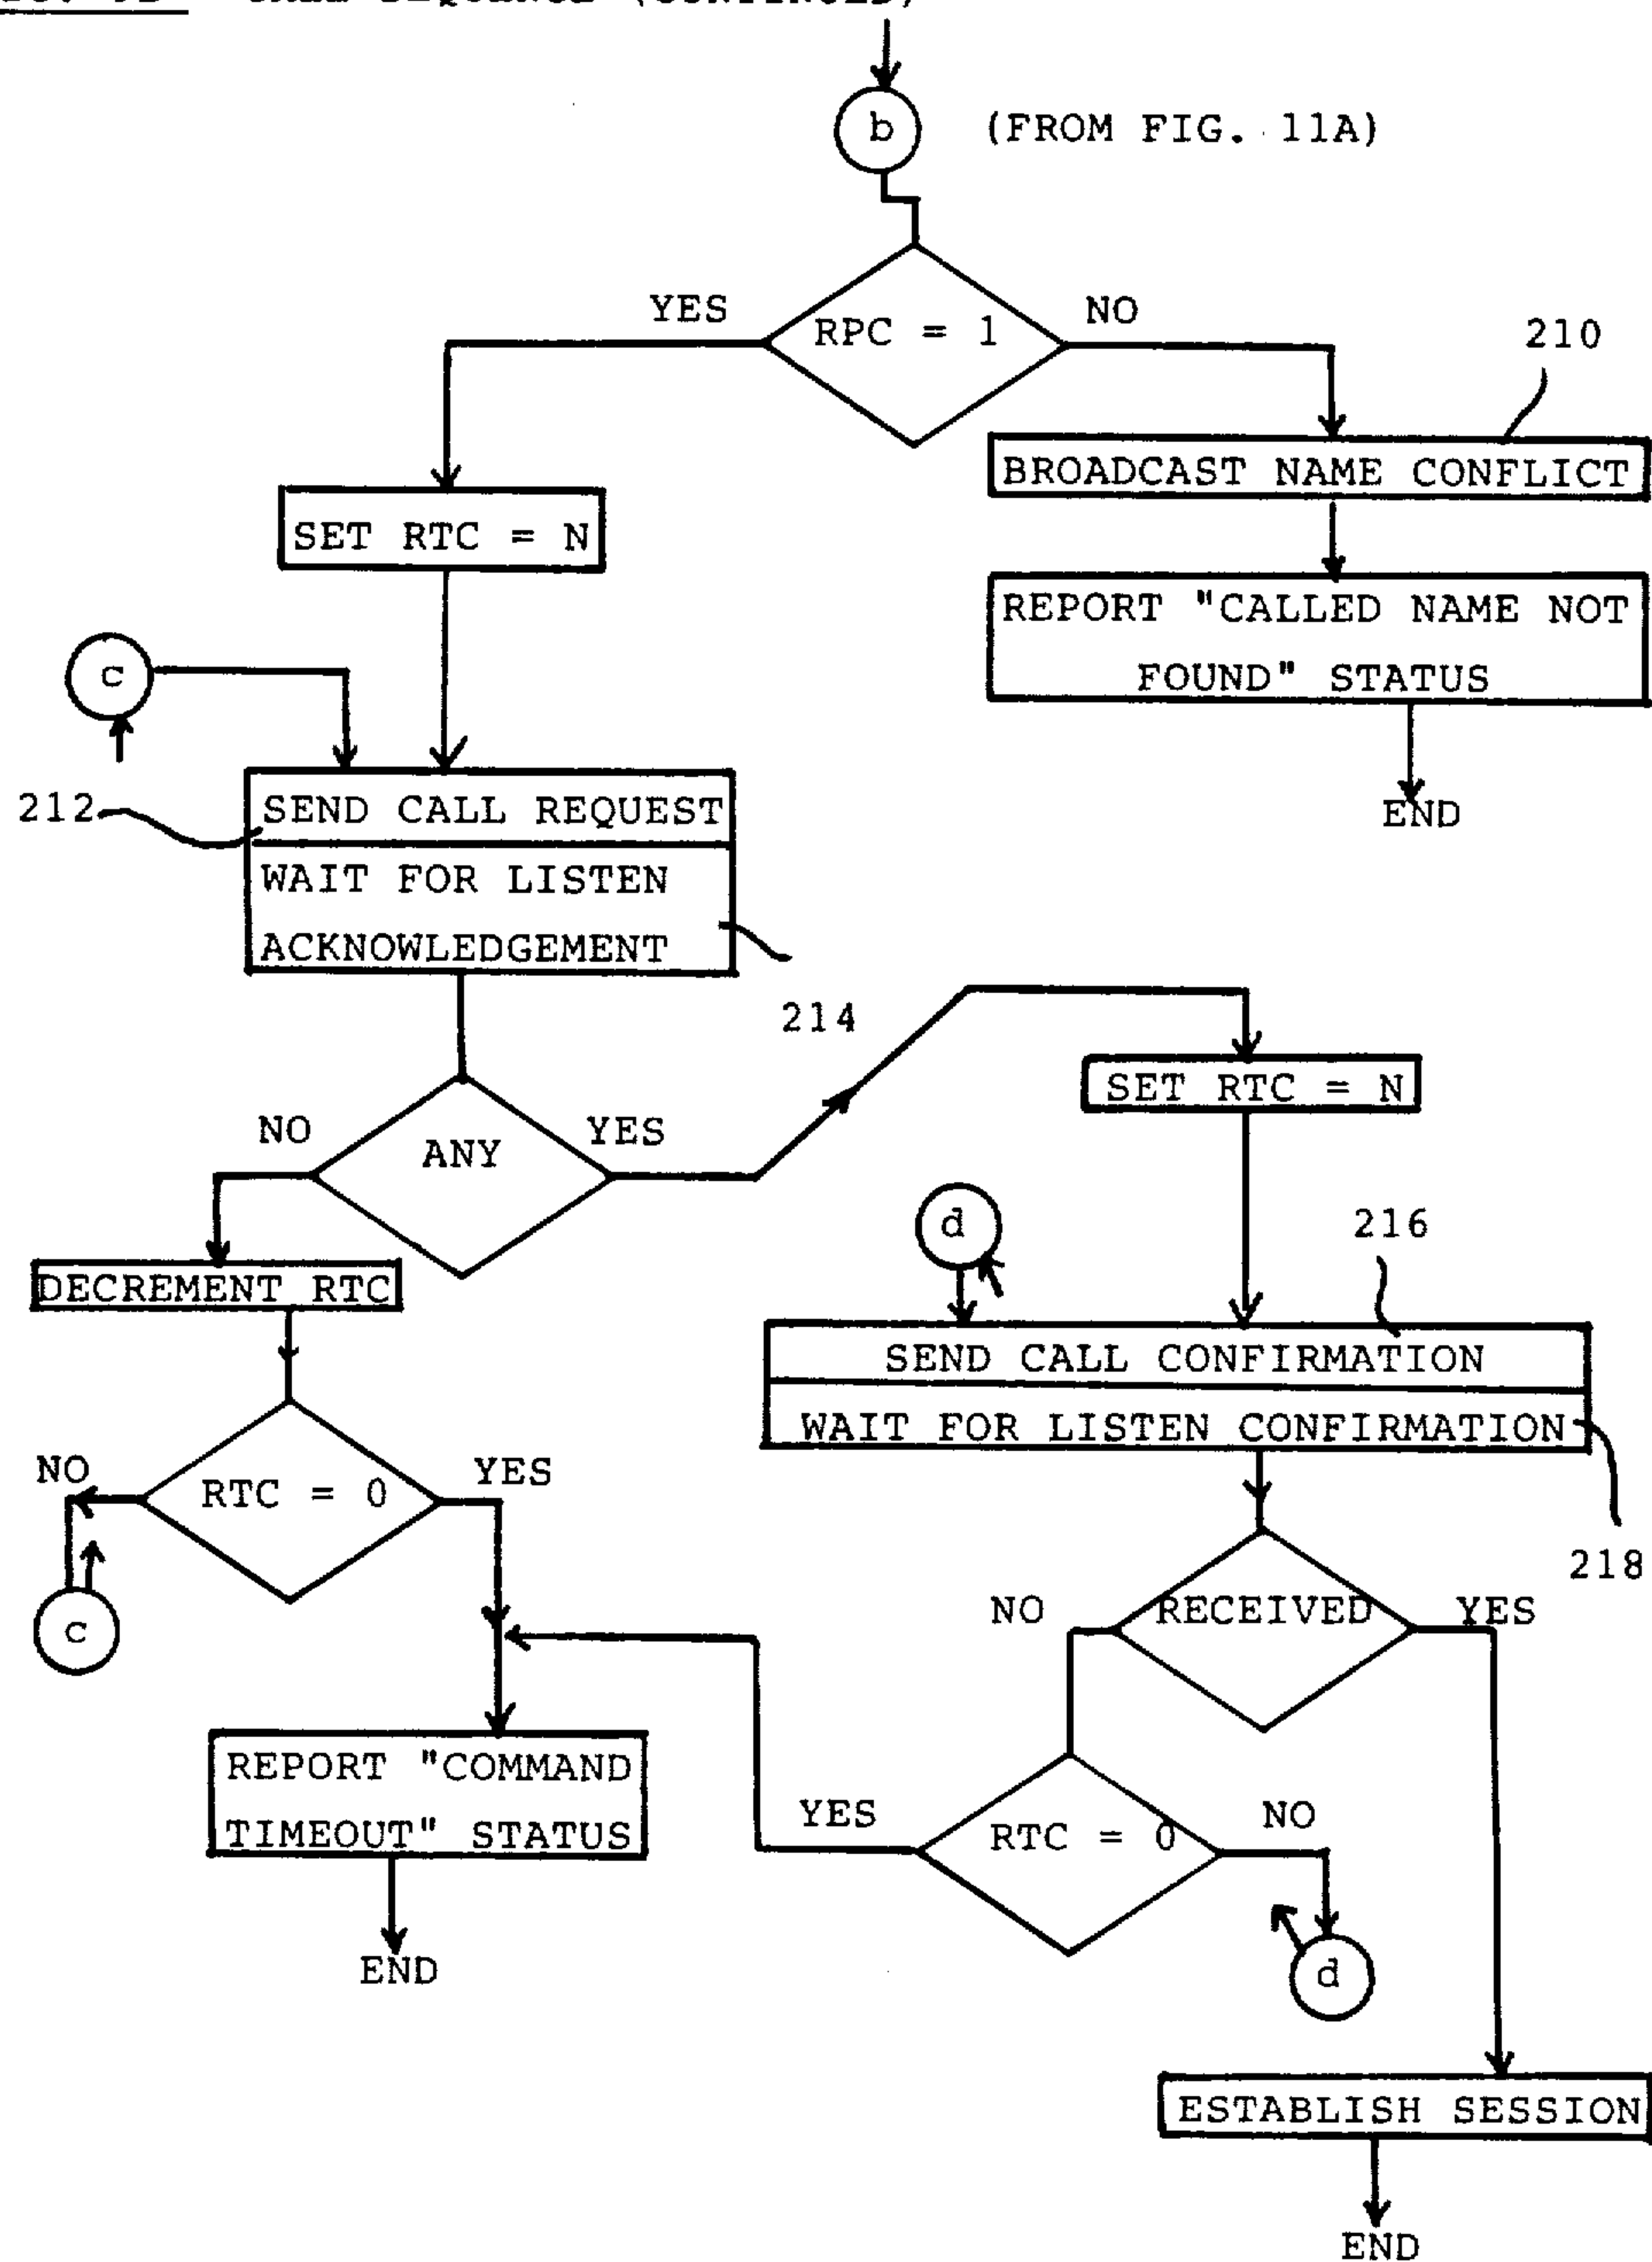 (CONTINUED)
b (FROM FIG. 11A)
YES RPC = 1 NO
210
BROADCAST NAME CONFLICT
SET RTC = N
REPORT "CALLED NAME NOT
FOUND" STATUS
END
c
212 SEND CALL REQUEST
WAIT FOR LISTEN
ACKNOWLEDGEMENT
214
SET RTC = N
NO ANY YES
d
216
DECREMENT RTC
SEND CALL CONFIRMATION
WAIT FOR LISTEN CONFIRMATION
218
NO RTC = 0 YES
c
NO RECEIVED YES
REPORT "COMMAND
TIMEOUT" STATUS
END
YES RTC = 0 NO
d
ESTABLISH SESSION
END